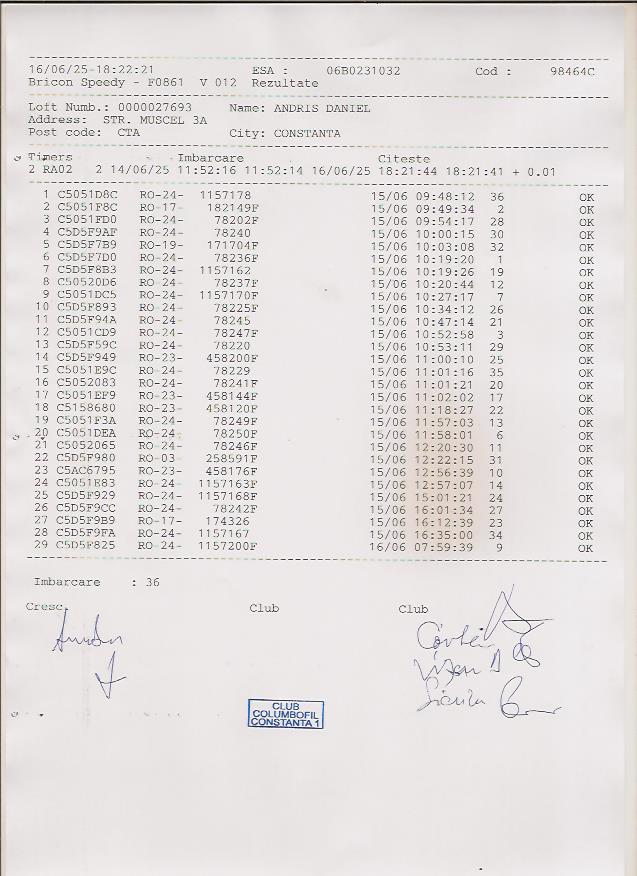 16/06/25-18:22:21 ESA : 06B0231032 Cod : 98464C
Bricon Speedy - F0861 V 012 Rezultate
Loft Numb.: 0000027693 Name: ANDRIS DANIEL
Address: STR. MUSCEL 3A
Post code: CTA City: CONSTANTA
Timers Imbarcare Citeste
2 RA02 2 14/06/25 11:52:16 11:52:14 16/06/25 18:21:44 18:21:41 + 0.01
1 C5051D8C RO-24- 1157178 15/06 09:48:12 36 OK
2 C5051F8C RO-17- 182149F 15/06 09:49:34 2 OK
3 C5051FD0 RO-24- 78202F 15/06 09:54:17 28 OK
4 C5D5F9AF RO-24- 78240 15/06 10:00:15 30 OK
5 C5D5F7B9 RO-19- 171704F 15/06 10:03:08 32 OK
6 C5D5F7D0 RO-24- 78236F 15/06 10:19:20 1 OK
7 C5D5F8B3 RO-24- 1157162 15/06 10:19:26 19 OK
8 C50520D6 RO-24- 78237F 15/06 10:20:44 12 OK
9 C5051DC5 RO-24- 1157170F 15/06 10:27:17 7 OK
10 C5D5F893 RO-24- 78225F 15/06 10:34:12 26 OK
11 C5D5F94A RO-24- 78245 15/06 10:47:14 21 OK
12 C5051CD9 RO-24- 78247F 15/06 10:52:58 3 OK
13 C5D5F59C RO-24- 78220 15/06 10:53:11 29 OK
14 C5D5F949 RO-23- 458200F 15/06 11:00:10 25 OK
15 C5051E9C RO-24- 78229 15/06 11:01:16 35 OK
16 C5052083 RO-24- 78241F 15/06 11:01:21 20 OK
17 C5051EF9 RO-23- 458144F 15/06 11:02:02 17 OK
18 C5158680 RO-23- 458120F 15/06 11:18:27 22 OK
19 C5051F3A RO-24- 78249F 15/06 11:57:03 13 OK
20 C5051DEA RO-24- 78250F 15/06 11:58:01 6 OK
21 C5052065 RO-24- 78246F 15/06 12:20:30 11 OK
22 C5D5F980 RO-03- 258591F 15/06 12:22:15 31 OK
23 C5AC6795 RO-23- 458176F 15/06 12:56:39 10 OK
24 C5051E83 RO-24- 1157163F 15/06 12:57:07 14 OK
25 C5D5F929 RO-24- 1157168F 15/06 15:01:21 24 OK
26 C5D5F9CC RO-24- 78242F 15/06 16:01:34 27 OK
27 C5D5F9B9 RO-17- 174326 15/06 16:12:39 23 OK
28 C5D5F9FA RO-24- 1157167 15/06 16:35:00 34 OK
29 C5D5F825 RO-24- 1157200F 16/06 07:59:39 9 OK
Imbarcare : 36
Cresc. Club Club
CLUB
COLUMBOFIL
CONSTANTA 1